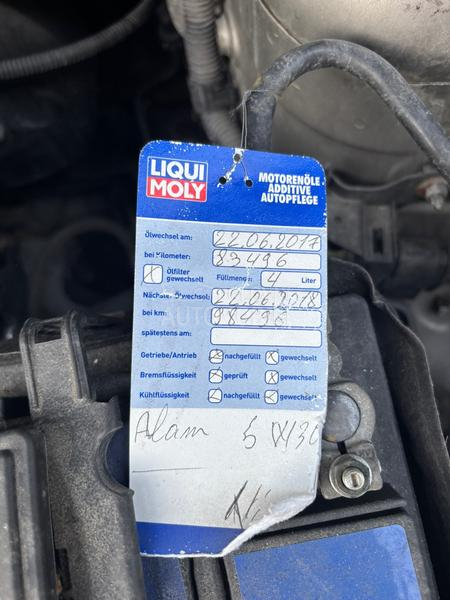 LIQUI
MOLY
MOTORENÖLE
ADDITIVE
AUTOPFLEGE
Ölwechsel am: 22.06.2017
bei Kilometer: 83496
X Ölfilter gewechselt Füllmenge 4 Liter
Nächster Ölwechsel: 22.06.2018
bei km: 98496
spätestens am:
Getriebe/Antrieb nachgefüllt X gewechselt
Bremsflüssigkeit geprüft X gewechselt
Kühlflüssigkeit nachgefüllt gewechselt
Alam 5W30